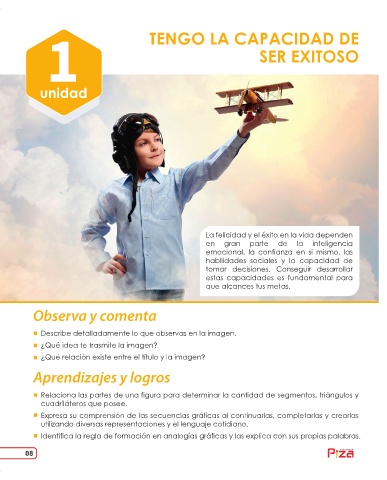 1
unidad
TENGO LA CAPACIDAD DE
SER EXITOSO
La felicidad y el éxito en la vida dependen
en gran parte de la inteligencia
emocional, la confianza en sí mismo, las
habilidades sociales y la capacidad de
tomar decisiones. Conseguir desarrollar
estas capacidades es fundamental para
que alcances tus metas.
Observa y comenta
Describe detalladamente lo que observas en la imagen.
¿Qué idea te trasmite la imagen?
¿Qué relación existe entre el título y la imagen?
Aprendizajes y logros
Relaciona las partes de una figura para determinar la cantidad de segmentos, triángulos y
cuadriláteros que posee.
Expresa su comprensión de las secuencias gráficas al continuarlas, completarlas y crearlas
utilizando diversas representaciones y el lenguaje cotidiano.
Identifica la regla de formación en analogías gráficas y las explica con sus propias palabras.
08